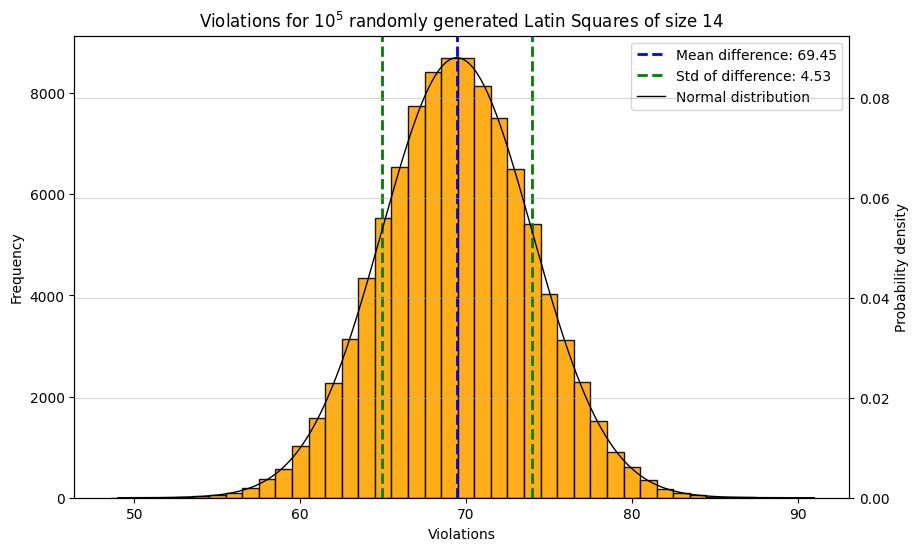 Violations for 10^5 randomly generated Latin Squares of size 14
Mean difference: 69.45
Std of difference: 4.53
Normal distribution
Frequency
8000
6000
4000
2000
0
0.08
0.06
0.04
0.02
0.00
Probability density
50 60 70 80 90
Violations